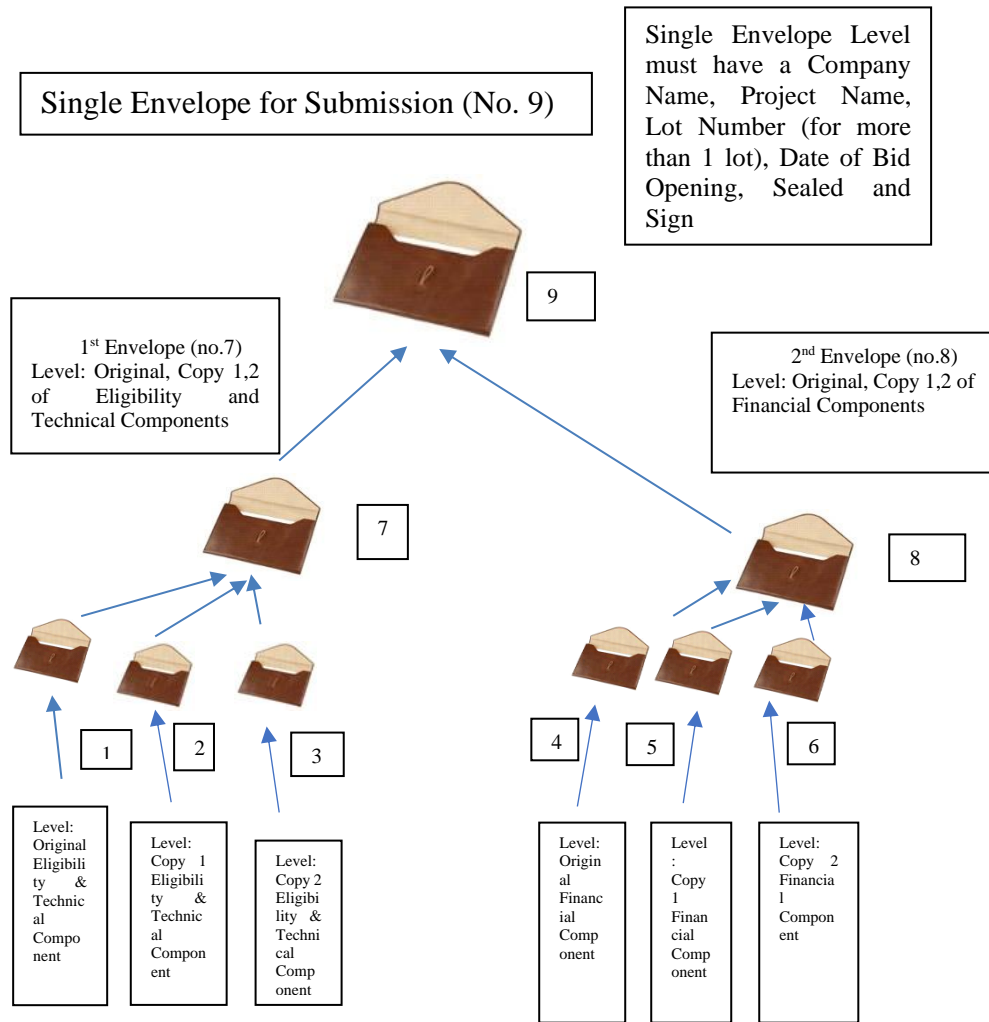 Single Envelope for Submission (No. 9)
Single Envelope Level
must have a Company
Name, Project Name,
Lot Number (for more
than 1 lot), Date of Bid
Opening, Sealed and
Sign
9
1st Envelope (no.7)
Level: Original, Copy 1,2
of Eligibility and
Technical Components
2nd Envelope (no.8)
Level: Original, Copy 1,2 of
Financial Components
7
8
1
2
3
4
5
6
Level:
Original
Eligibili
ty &
Technic
al
Compo
nent
Level:
Copy 1
Eligibili
ty &
Technic
al
Compon
ent
Level:
Copy 2
Eligibi
lity &
Techni
cal
Comp
onent
Level:
Origin
al
Financ
ial
Comp
onent
Level
:
Copy
1
Finan
cial
Comp
onent
Level:
Copy 2
Financia
l
Compon
ent